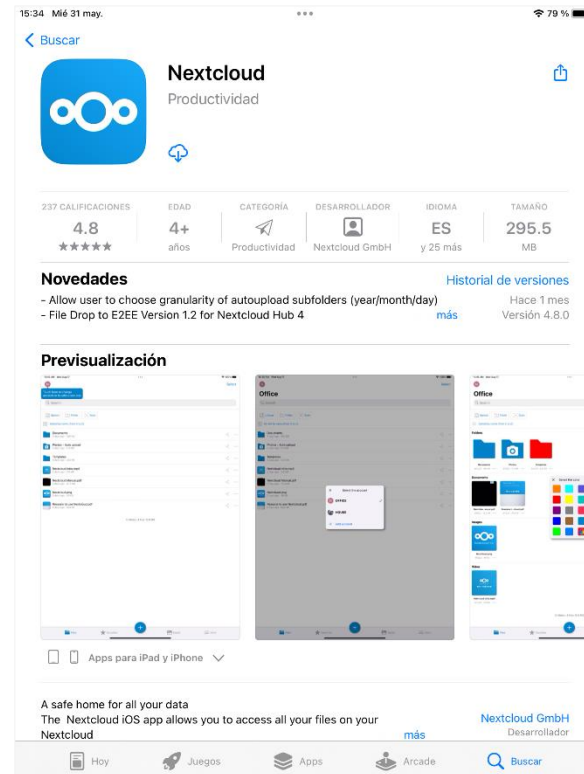 15:34 Mié 31 may.
79 %
Buscar
Nextcloud
Productividad
237 CALIFICACIONES
4.8
EDAD
4+
años
CATEGORÍA
Productividad
DESARROLLADOR
Nextcloud GmbH
IDIOMA
ES
y 25 más
TAMAÑO
295.5
MB
Novedades
Historial de versiones
- Allow user to choose granularity of autoupload subfolders (year/month/day)
Hace 1 mes
- File Drop to E2EE Version 1.2 for Nextcloud Hub 4
más
Versión 4.8.0
Previsualización
Office
Office
Apps para iPad y iPhone
A safe home for all your data
The Nextcloud iOS app allows you to access all your files on your
Nextcloud
más
Nextcloud GmbH
Desarrollador
Hoy
Juegos
Apps
Arcade
Buscar